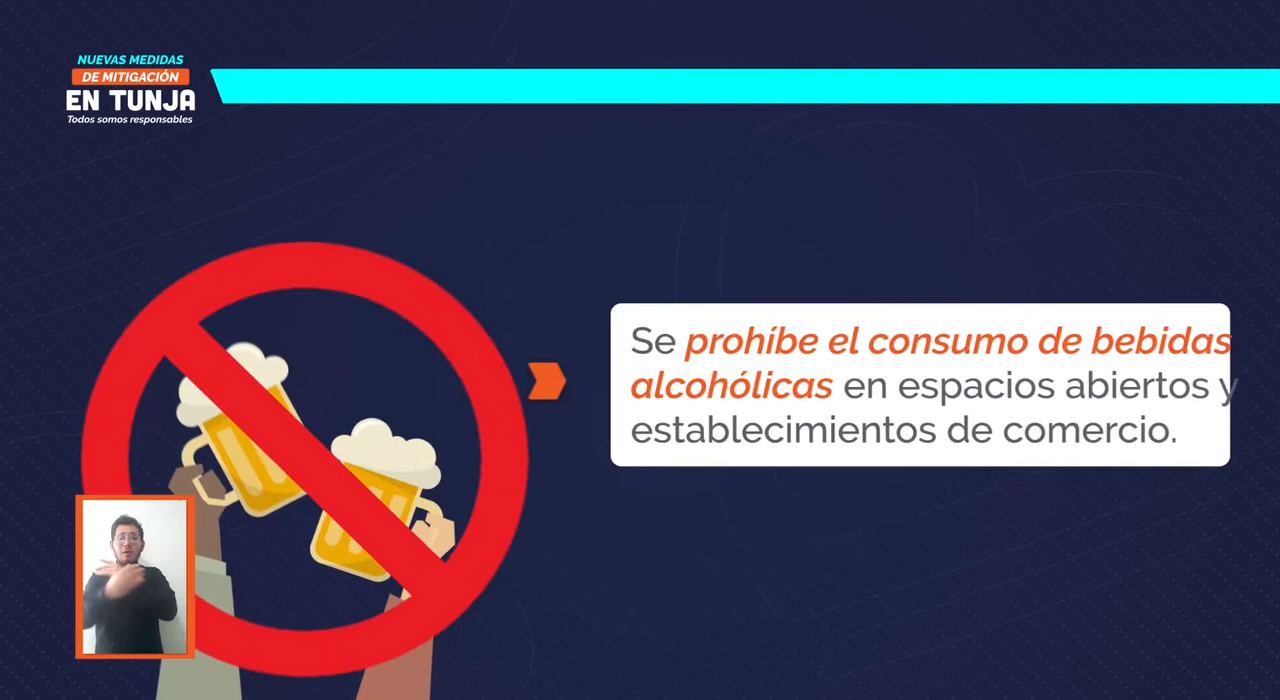 NUEVAS MEDIDAS
DE MITIGACIÓN
EN TUNJA
Todos somos responsables
Se prohíbe el consumo de bebidas
alcohólicas en espacios abiertos y
establecimientos de comercio.